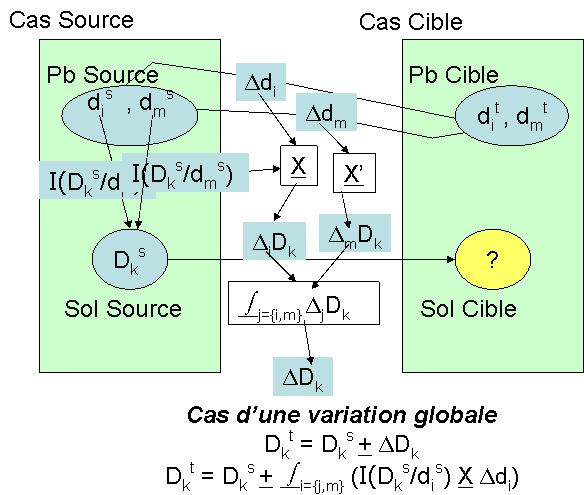 Cas Source
Cas Cible
Pb Source
Pb Cible
Δdᵢ
dᵢˢ , dₘˢ
Δdₘ
dᵢᵗ, dₘᵗ
I(Dₖˢ/d
I(Dₖˢ/dₘˢ)
X
X'
ΔᵢDₖ
ΔₘDₖ
Dₖˢ
?
Sol Source
Sol Cible
∫j={i,m} ΔⱼDₖ
ΔDₖ
Cas d'une variation globale
Dₖᵗ = Dₖˢ + ΔDₖ
Dₖᵗ = Dₖˢ + ∫i={j,m} (I(Dₖˢ/dᵢˢ) X Δdᵢ)